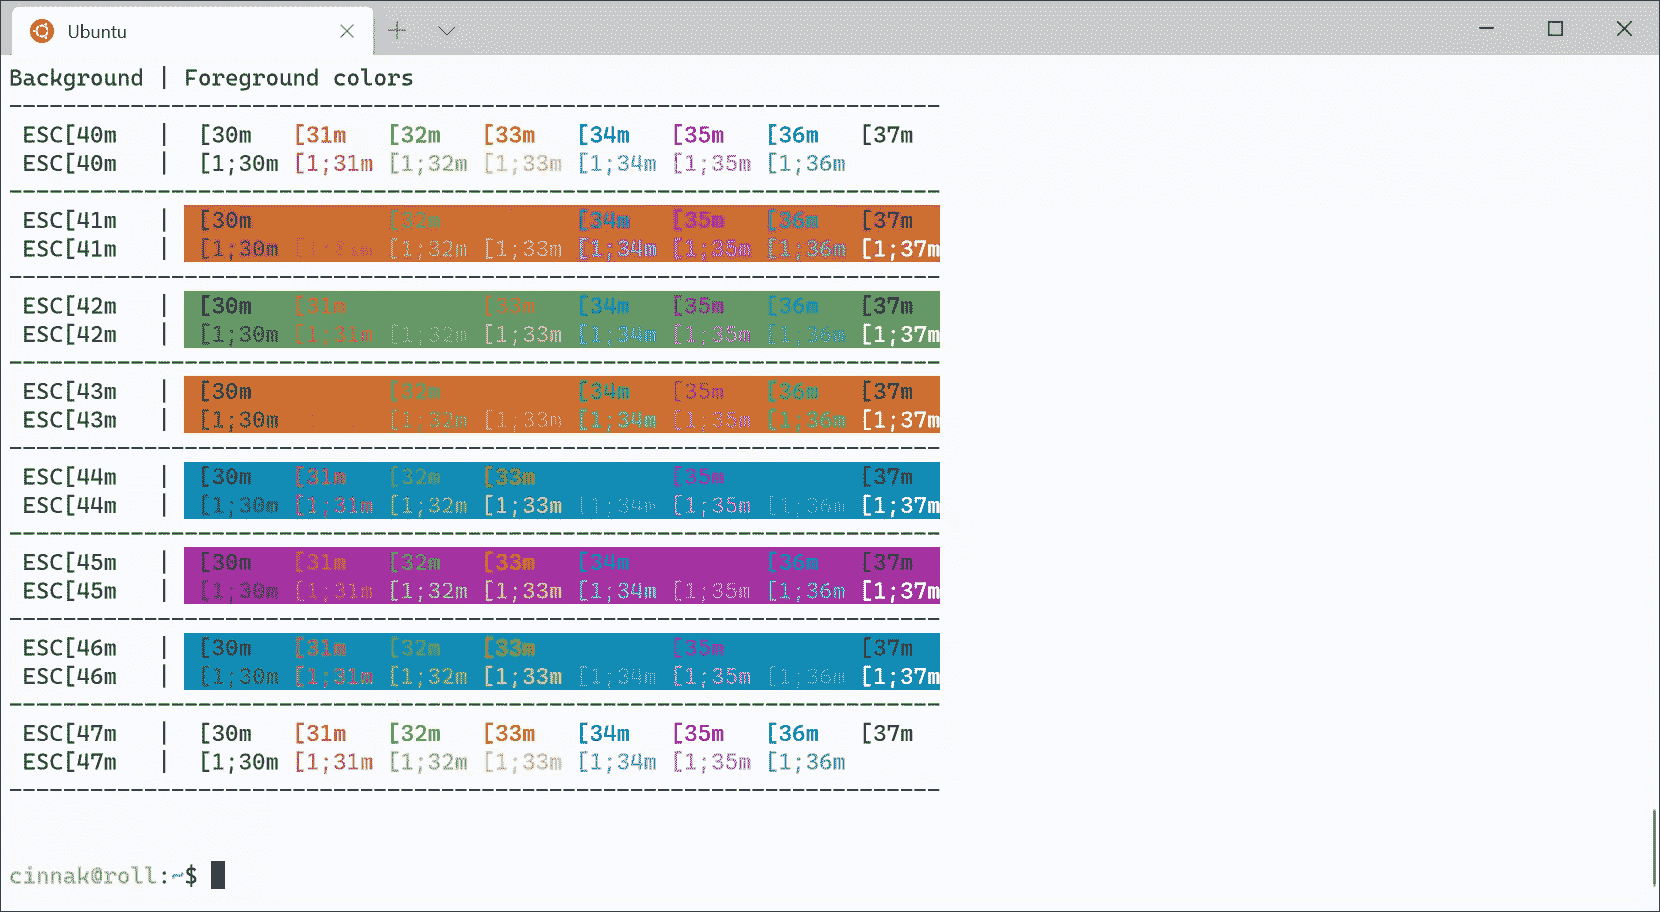 Ubuntu
Background | Foreground colors
----------------------------------------------------------------------
ESC[40m | [30m [31m [32m [33m [34m [35m [36m [37m
ESC[40m | [1;30m [1;31m [1;32m [1;33m [1;34m [1;35m [1;36m
----------------------------------------------------------------------
ESC[41m | [30m [32m [34m [35m [36m [37m
ESC[41m | [1;30m [1;31m [1;32m [1;33m [1;34m [1;35m [1;36m [1;37m
----------------------------------------------------------------------
ESC[42m | [30m [31m [33m [34m [35m [36m [37m
ESC[42m | [1;30m [1;31m [1;32m [1;33m [1;34m [1;35m [1;36m [1;37m
----------------------------------------------------------------------
ESC[43m | [30m [32m [34m [35m [36m [37m
ESC[43m | [1;30m [1;32m [1;33m [1;34m [1;35m [1;36m [1;37m
----------------------------------------------------------------------
ESC[44m | [30m [31m [32m [33m [35m [37m
ESC[44m | [1;30m [1;31m [1;32m [1;33m [1;34m [1;35m [1;36m [1;37m
----------------------------------------------------------------------
ESC[45m | [30m [31m [32m [33m [34m [36m [37m
ESC[45m | [1;30m [1;31m [1;32m [1;33m [1;34m [1;35m [1;36m [1;37m
----------------------------------------------------------------------
ESC[46m | [30m [31m [32m [33m [35m [37m
ESC[46m | [1;30m [1;31m [1;32m [1;33m [1;34m [1;35m [1;36m [1;37m
----------------------------------------------------------------------
ESC[47m | [30m [31m [32m [33m [34m [35m [36m [37m
ESC[47m | [1;30m [1;31m [1;32m [1;33m [1;34m [1;35m [1;36m
----------------------------------------------------------------------
cinnak@roll:~$